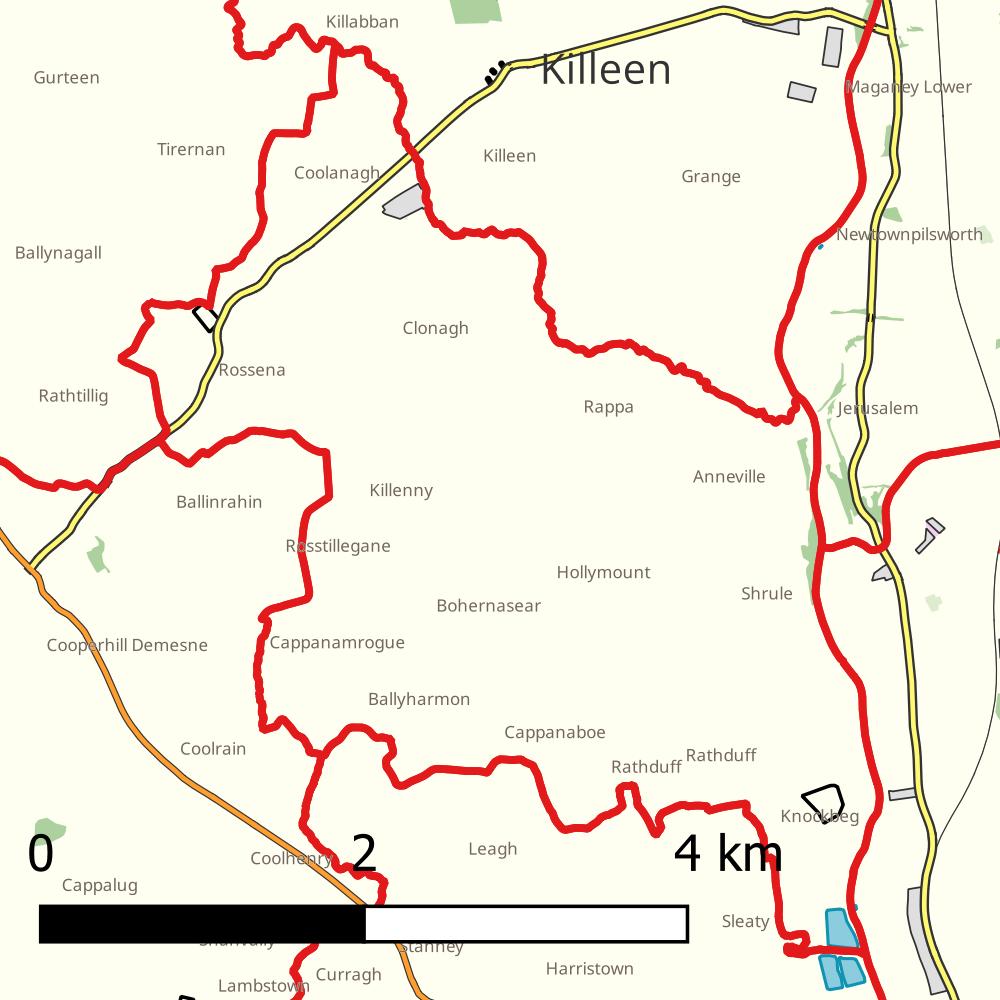 Killabban
Killeen
Gurteen
Maganey Lower
Tirernan
Killeen
Coolanagh
Grange
Newtownpilsworth
Ballynagall
Clonagh
Rossena
Rathtillig
Rappa
Jerusalem
Anneville
Killenny
Ballinrahin
Rosstillegane
Hollymount
Shrule
Bohernasear
Cooperhill Demesne
Cappanamrogue
Ballyharmon
Cappanaboe
Coolrain
Rathduff
Rathduff
Knockbeg
0 2 4 km
Leagh
Coolhenry
Cappalug
Sleaty
Stanney
Harristown
Curragh
Lambstown